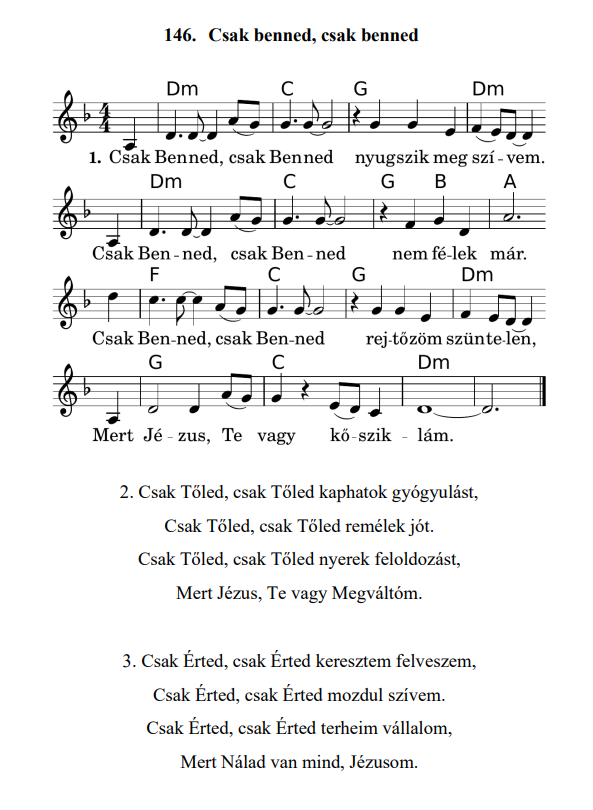 146. Csak benned, csak benned
Dm C G Dm
1. Csak Benned, csak Benned nyugszik meg szí - vem.
Dm C G B A
Csak Ben - ned, csak Ben - ned nem fé - lek már.
F C G Dm
Csak Ben - ned, csak Ben - ned rej - tőzöm szün - te - len,
G C Dm
Mert Jé - zus, Te vagy kő - szik - lám.
2. Csak Tőled, csak Tőled kaphatok gyógyulást,
Csak Tőled, csak Tőled remélek jót.
Csak Tőled, csak Tőled nyerek feloldozást,
Mert Jézus, Te vagy Megváltóm.
3. Csak Érted, csak Érted keresztem felveszem,
Csak Érted, csak Érted mozdul szívem.
Csak Érted, csak Érted terheim vállalom,
Mert Nálad van mind, Jézusom.